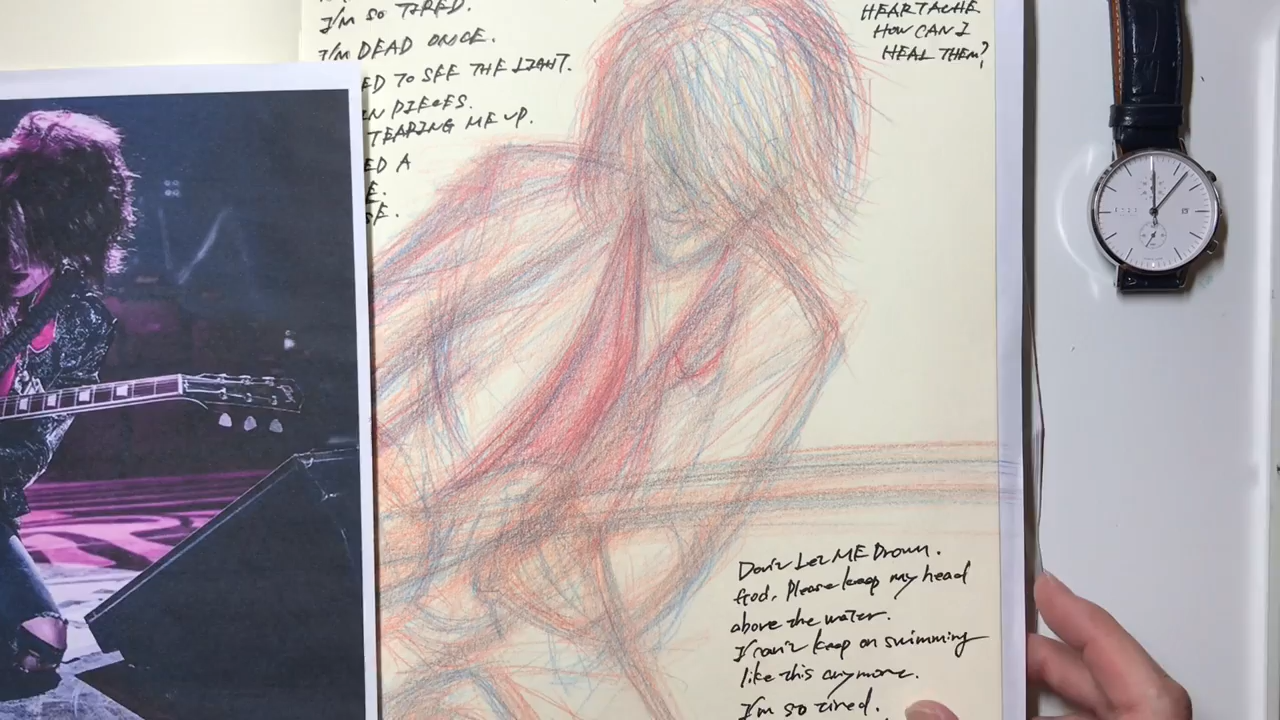 I'M SO TIRED.
I'M DEAD ONCE.
ED TO SEE THE LIGHT.
IN PIECES.
TEARING ME UP.
ED A
E.
SE.
HEARTACHE
HOW CAN I
HEAL THEM?
Don't Let ME Drown.
God, Please keep my head
above the water.
I can't keep on swimming
like this anymore.
I'm so tired.